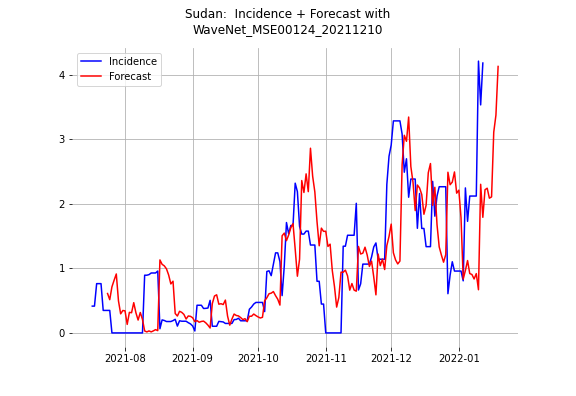 Sudan:  Incidence + Forecast with
WaveNet_MSE00124_20211210
Incidence
Forecast
4
3
2
1
0
2021-08
2021-09
2021-10
2021-11
2021-12
2022-01